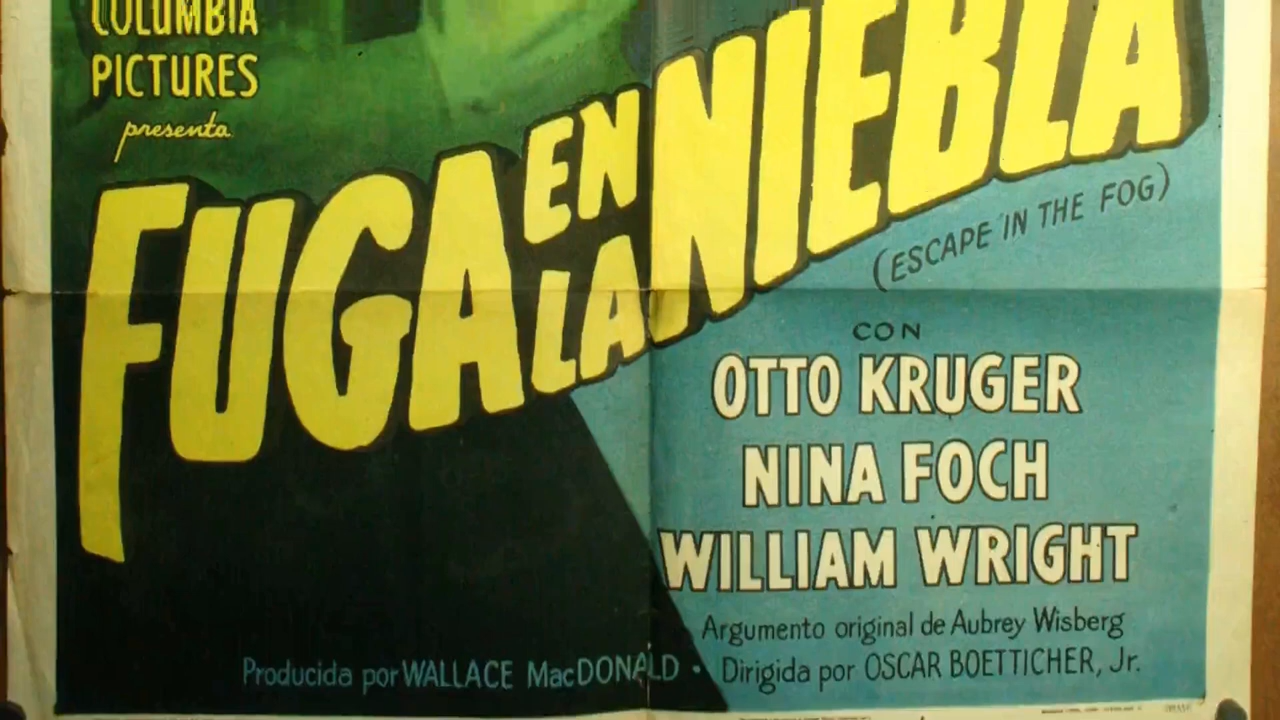 COLUMBIA
PICTURES
presenta
FUGA EN LA NIEBLA
(ESCAPE IN THE FOG)
CON
OTTO KRUGER
NINA FOCH
WILLIAM WRIGHT
Argumento original de Aubrey Wisberg
Producida por WALLACE MacDONALD • Dirigida por OSCAR BOETTICHER, Jr.